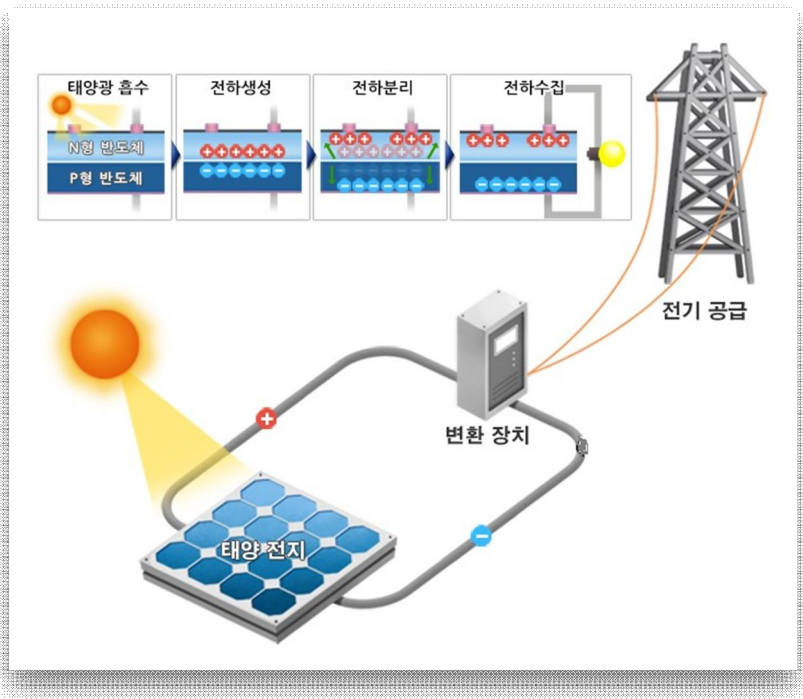 태양광 흡수
전하생성
전하분리
전하수집
N형 반도체
P형 반도체
전기 공급
변환 장치
태양 전지